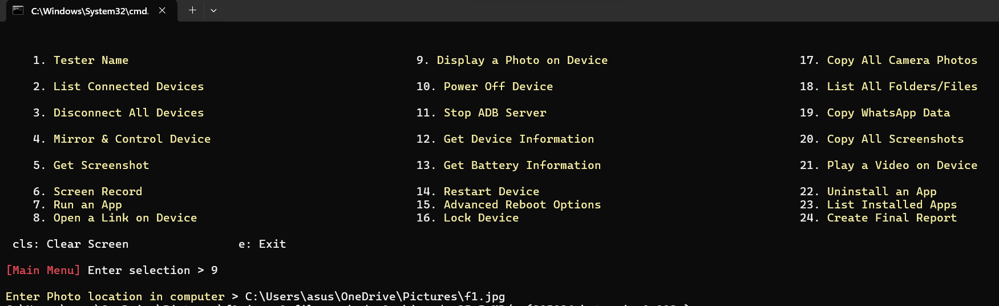 C:\Windows\System32\cmd.
1. Tester Name 9. Display a Photo on Device 17. Copy All Camera Photos
2. List Connected Devices 10. Power Off Device 18. List All Folders/Files
3. Disconnect All Devices 11. Stop ADB Server 19. Copy WhatsApp Data
4. Mirror & Control Device 12. Get Device Information 20. Copy All Screenshots
5. Get Screenshot 13. Get Battery Information 21. Play a Video on Device
6. Screen Record 14. Restart Device 22. Uninstall an App
7. Run an App 15. Advanced Reboot Options 23. List Installed Apps
8. Open a Link on Device 16. Lock Device 24. Create Final Report
cls: Clear Screen e: Exit
[Main Menu] Enter selection > 9
Enter Photo location in computer > C:\Users\asus\OneDrive\Pictures\f1.jpg